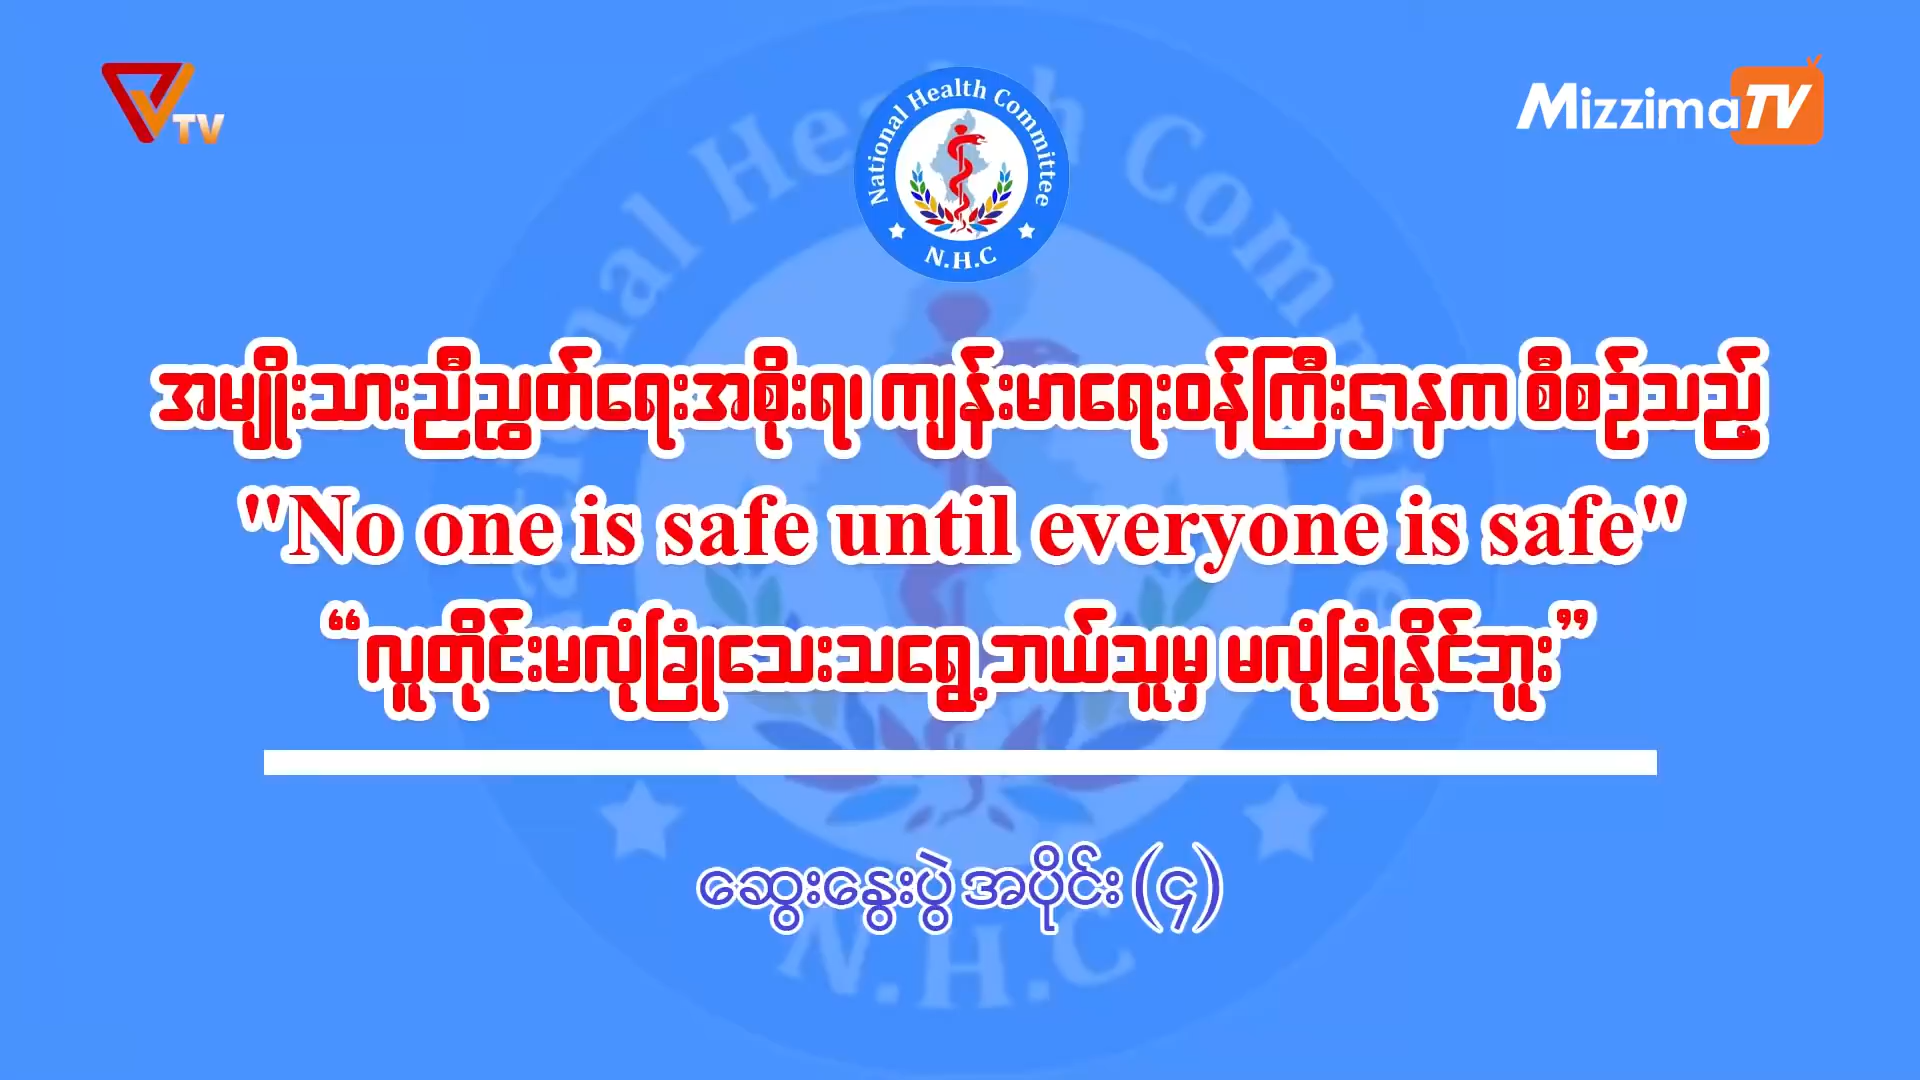 TV
MizzimaTV
National Health Committee
N.H.C
အမျိုးသားညီညွတ်ရေးအစိုးရ၊ ကျန်းမာရေးဝန်ကြီးဌာနက စီစဉ်သည့်
"No one is safe until everyone is safe"
“လူတိုင်းမလုံခြုံသေးသရွေ့ ဘယ်သူမှ မလုံခြုံနိုင်ဘူး”
ဆွေးနွေးပွဲ အပိုင်း (၄)
National Health Committee
N.H.C